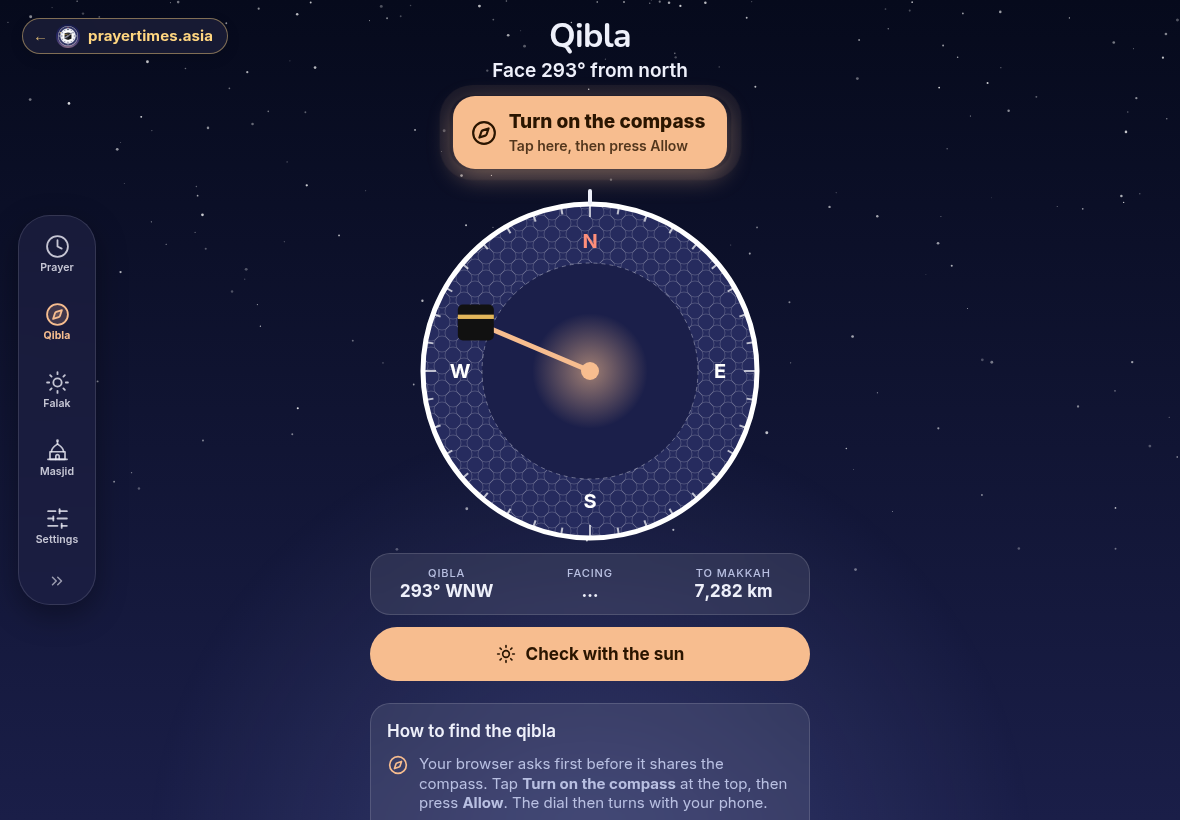 ← prayertimes.asia
Qibla
Face 293° from north
Turn on the compass
Tap here, then press Allow
Prayer
Qibla
Falak
Masjid
Settings
N
W
E
S
QIBLA
293° WNW
FACING
...
TO MAKKAH
7,282 km
Check with the sun
How to find the qibla
Your browser asks first before it shares the
compass. Tap Turn on the compass at the top, then
press Allow. The dial then turns with your phone.